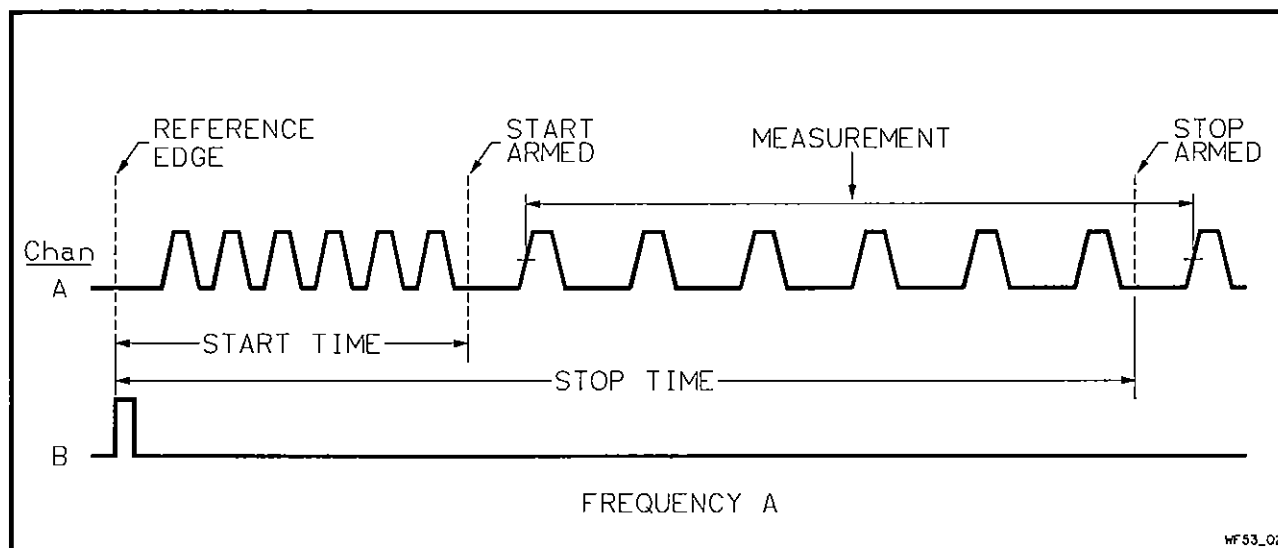 REFERENCE
EDGE
START
ARMED
MEASUREMENT
STOP
ARMED
Chan
A
START TIME
STOP TIME
B
FREQUENCY A